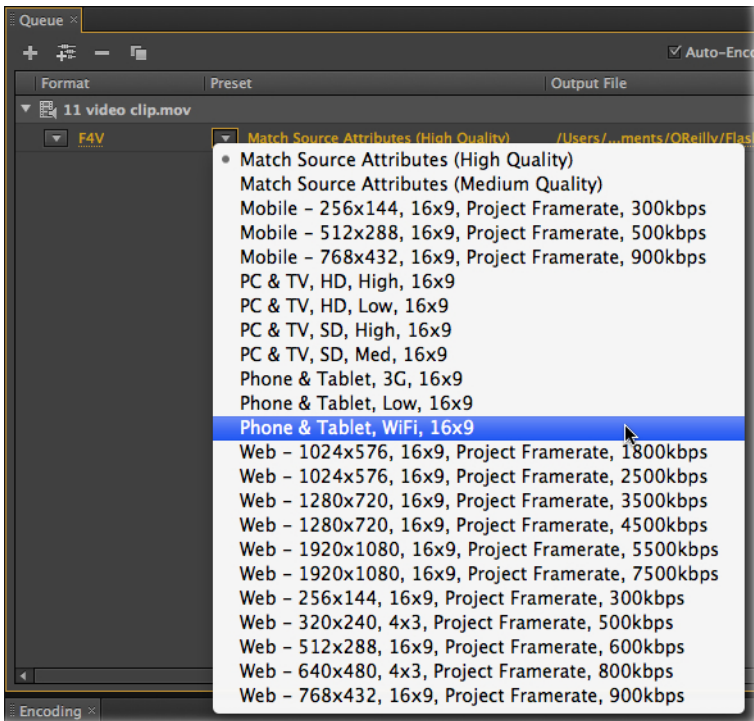 Queue ×
Auto-Enco
Format Preset Output File
11 video clip.mov
F4V Match Source Attributes (High Quality) /Users/...ments/OReilly/Flas
Match Source Attributes (High Quality)
Match Source Attributes (Medium Quality)
Mobile – 256x144, 16x9, Project Framerate, 300kbps
Mobile – 512x288, 16x9, Project Framerate, 500kbps
Mobile – 768x432, 16x9, Project Framerate, 900kbps
PC & TV, HD, High, 16x9
PC & TV, HD, Low, 16x9
PC & TV, SD, High, 16x9
PC & TV, SD, Med, 16x9
Phone & Tablet, 3G, 16x9
Phone & Tablet, Low, 16x9
Phone & Tablet, WiFi, 16x9
Web – 1024x576, 16x9, Project Framerate, 1800kbps
Web – 1024x576, 16x9, Project Framerate, 2500kbps
Web – 1280x720, 16x9, Project Framerate, 3500kbps
Web – 1280x720, 16x9, Project Framerate, 4500kbps
Web – 1920x1080, 16x9, Project Framerate, 5500kbps
Web – 1920x1080, 16x9, Project Framerate, 7500kbps
Web – 256x144, 16x9, Project Framerate, 300kbps
Web – 320x240, 4x3, Project Framerate, 500kbps
Web – 512x288, 16x9, Project Framerate, 600kbps
Web – 640x480, 4x3, Project Framerate, 800kbps
Web – 768x432, 16x9, Project Framerate, 900kbps
Encoding ×